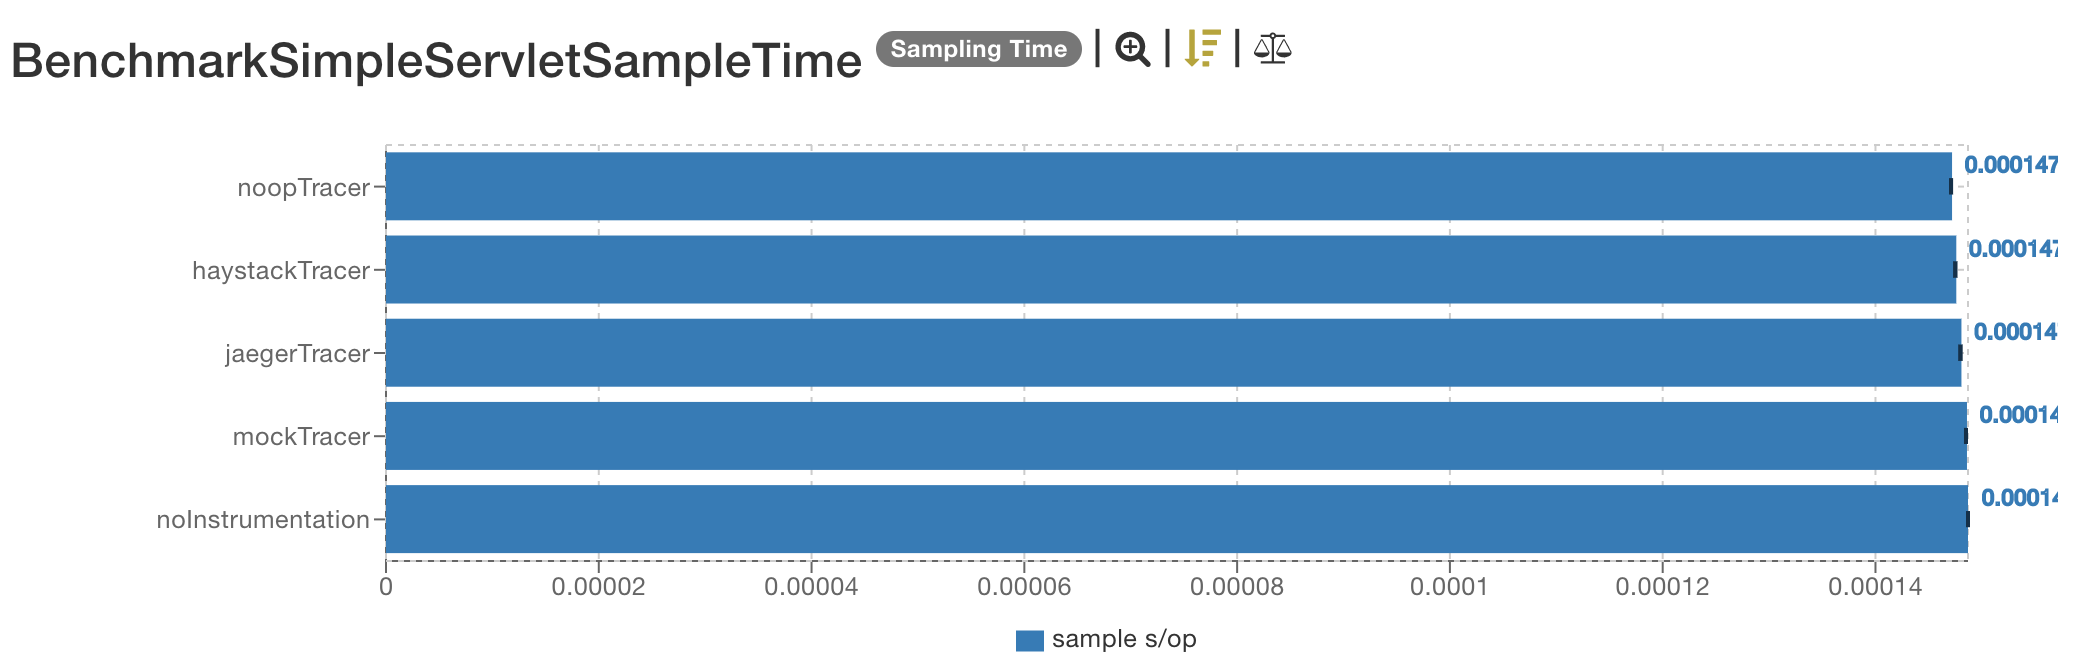 BenchmarkSimpleServletSampleTime Sampling Time
noopTracer 0.000147
haystackTracer 0.000147
jaegerTracer 0.00014
mockTracer 0.00014
noInstrumentation 0.00014
0 0.00002 0.00004 0.00006 0.00008 0.0001 0.00012 0.00014
sample s/op